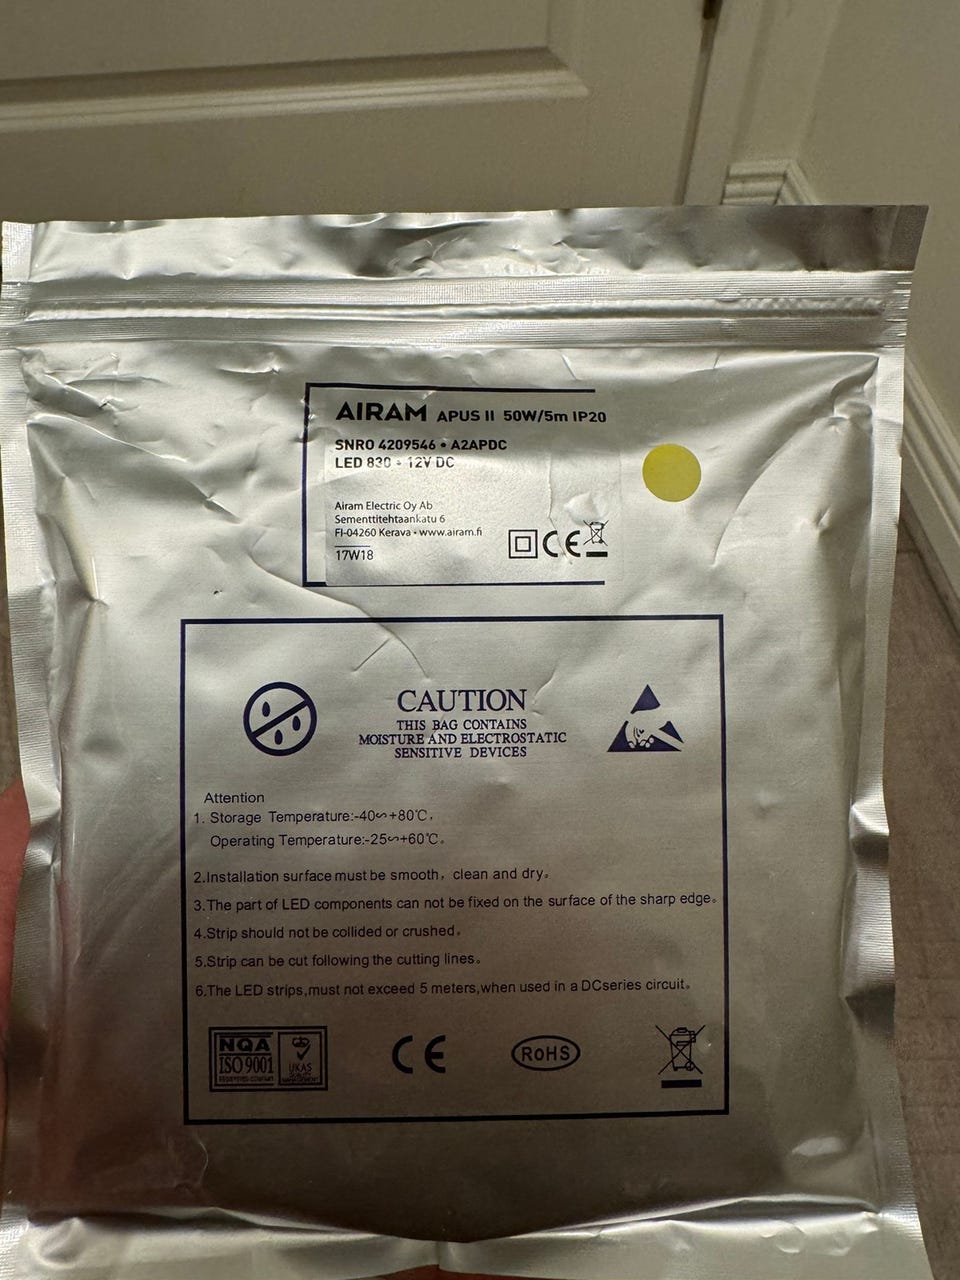 AIRAM APUS II 50W/5m IP20
SNRO 4209546 • A2APDC
LED 830 • 12V DC
Airam Electric Oy Ab
Sementtitehtaankatu 6
FI-04260 Kerava • www.airam.fi
17W18
CE
CAUTION
THIS BAG CONTAINS
MOISTURE AND ELECTROSTATIC
SENSITIVE DEVICES
Attention
1. Storage Temperature:-40∽+80℃,
Operating Temperature:-25∽+60℃。
2.Installation surface must be smooth，clean and dry。
3.The part of LED components can not be fixed on the surface of the sharp edge。
4.Strip should not be collided or crushed。
5.Strip can be cut following the cutting lines。
6.The LED strips,must not exceed 5 meters,when used in a DCseries circuit。
NQA
ISO 9001
REGISTERED COMPANY
UKAS
QUALITY
MANAGEMENT
CE
RoHS